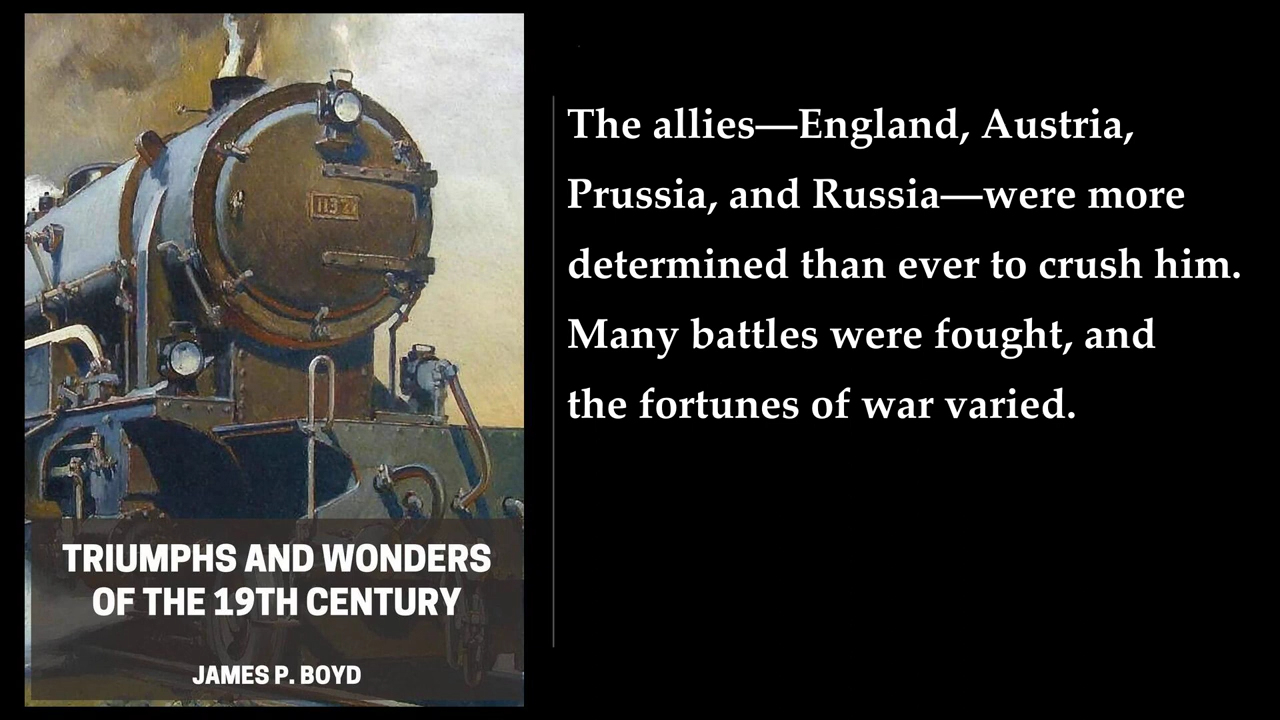 The allies—England, Austria,
Prussia, and Russia—were more
determined than ever to crush him.
Many battles were fought, and
the fortunes of war varied.
TRIUMPHS AND WONDERS
OF THE 19TH CENTURY
JAMES P. BOYD